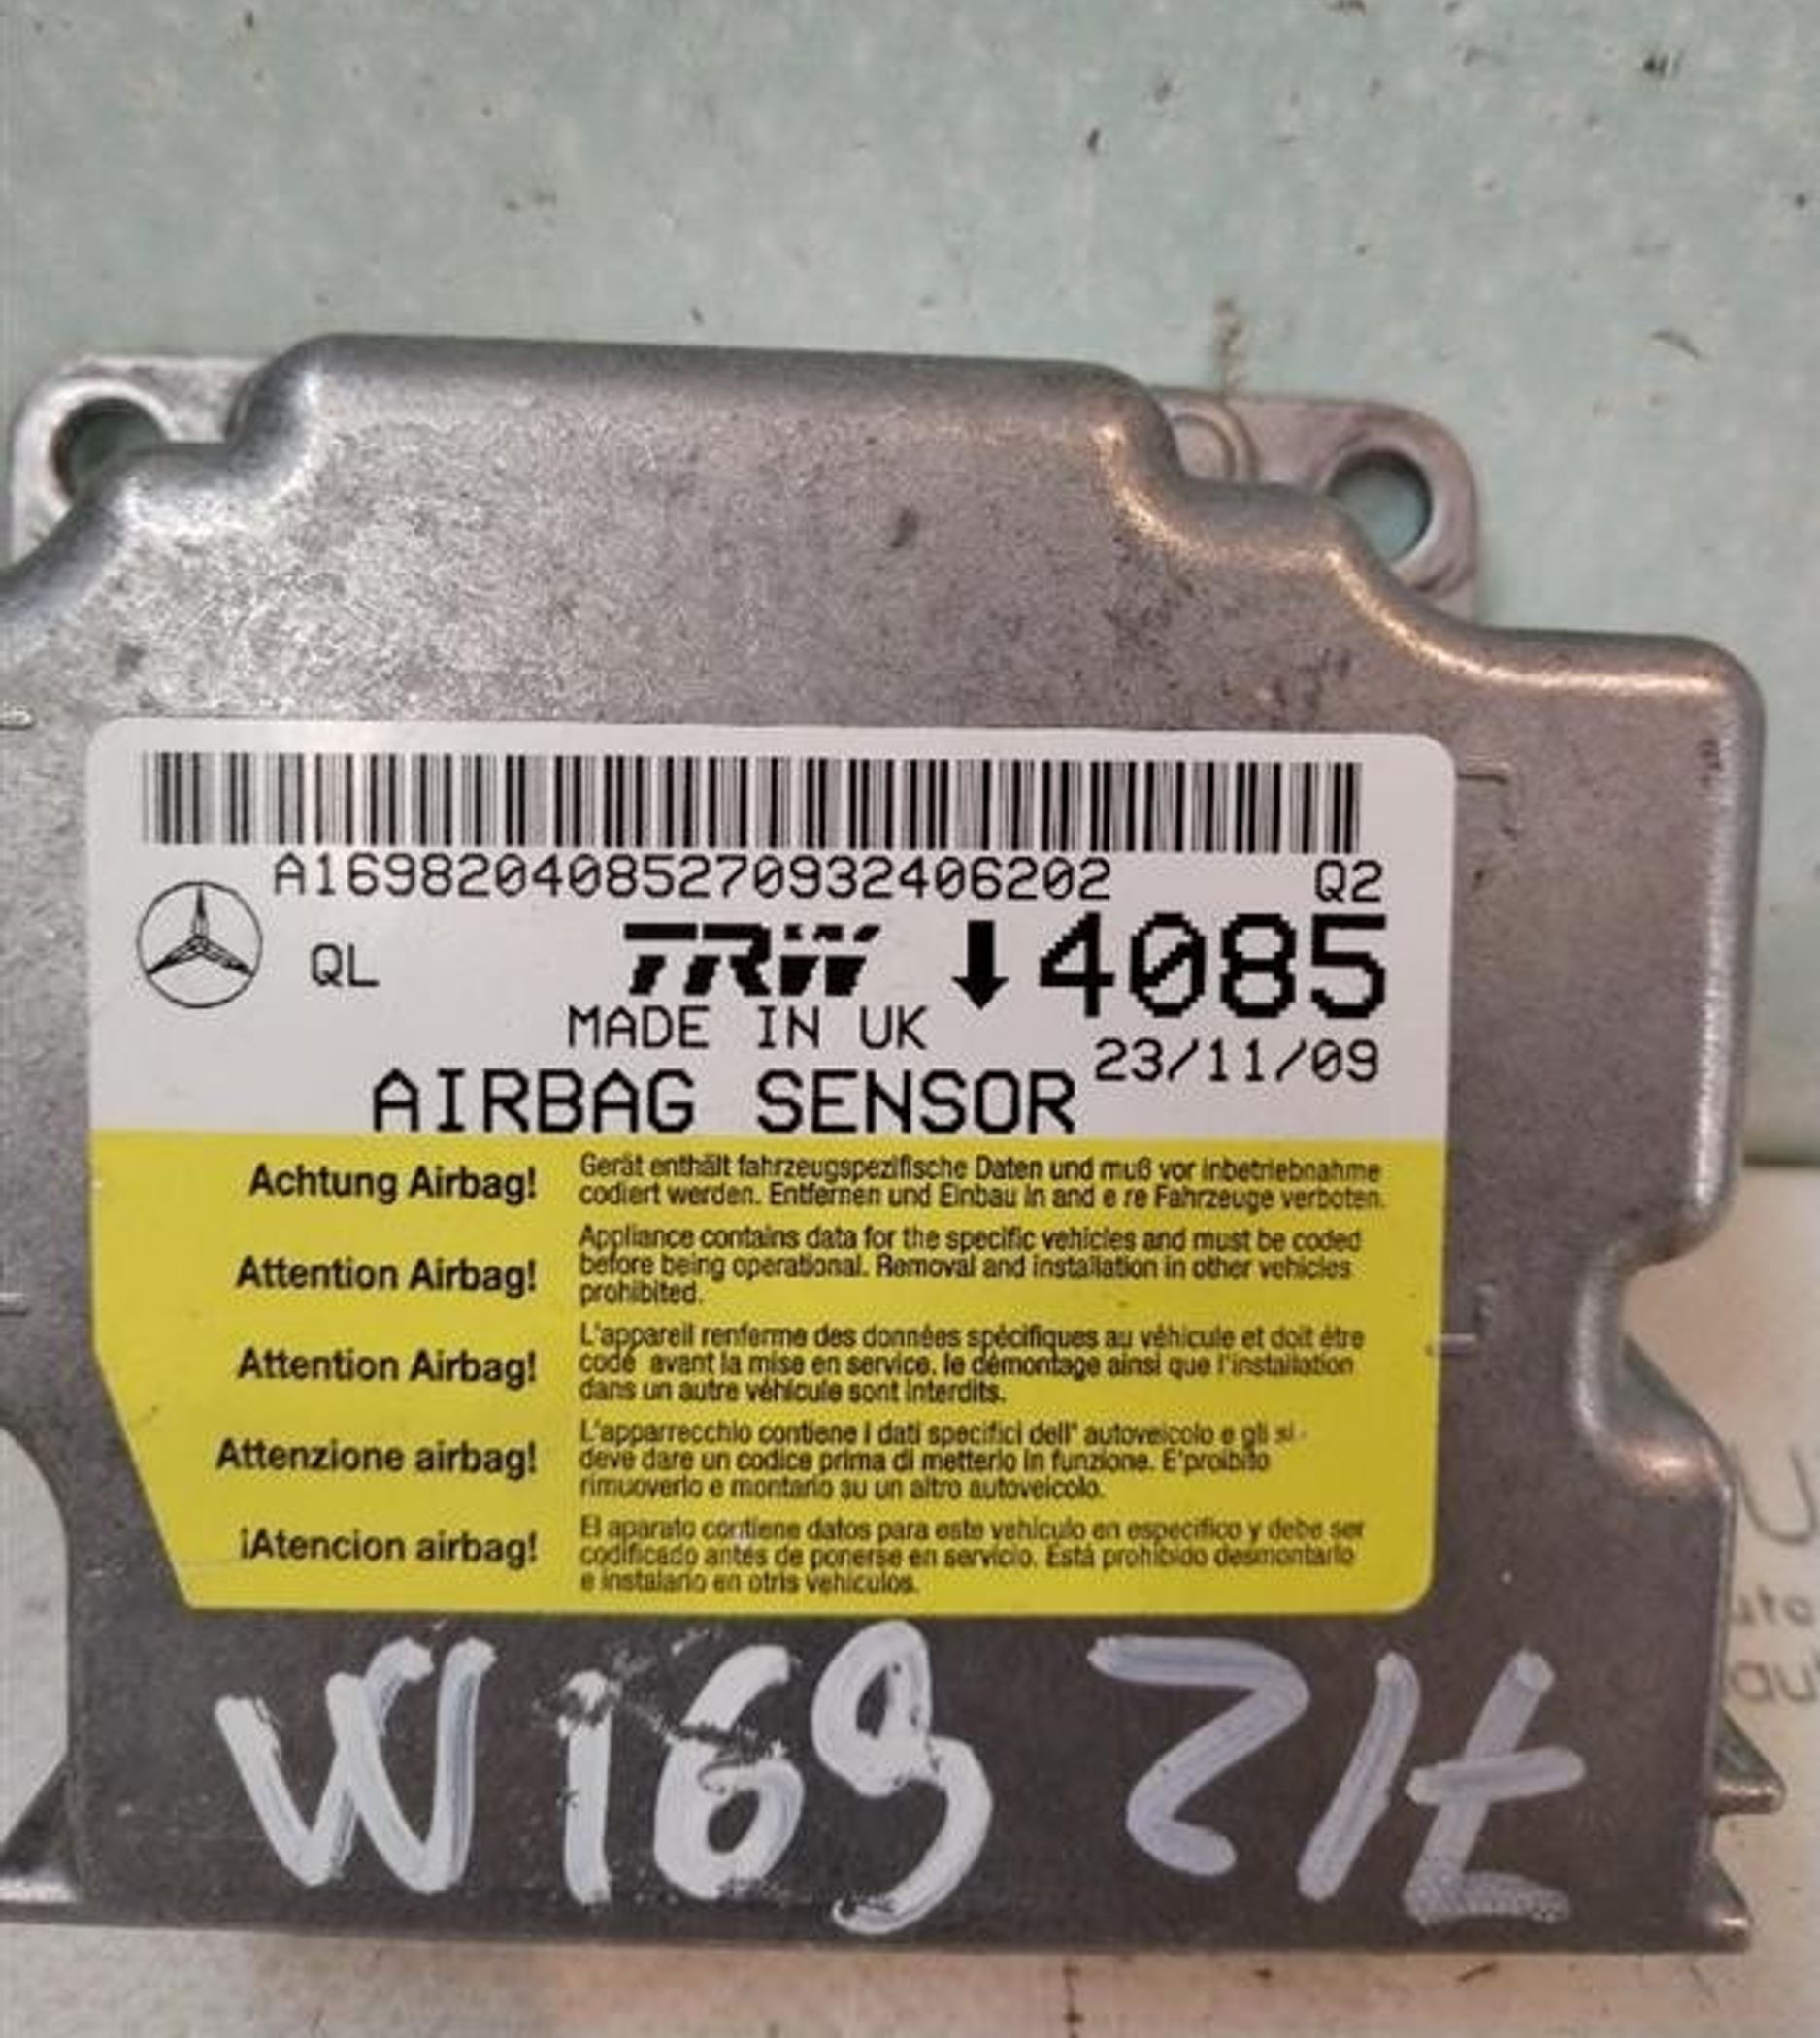 A1698204085270932406202 Q2
QL TRW 4085
MADE IN UK
23/11/09
AIRBAG SENSOR
Achtung Airbag!
Gerät enthält fahrzeugspezifische Daten und muß vor inbetriebnahme
codiert werden. Entfernen und Einbau in and e re Fahrzeuge verboten.
Attention Airbag!
Appliance contains data for the specific vehicles and must be coded
before being operational. Removal and installation in other vehicles
prohibited.
Attention Airbag!
L'appareil renferme des données spécifiques au véhicule et doit être
codé avant la mise en service. le démontage ainsi que l'installation
dans un autre véhicule sont interdits.
Attenzione airbag!
L'apparrecchio contiene i dati specifici dell' autoveicolo e gli si
deve dare un codice prima di metterlo in funzione. E'proibito
rimuoverlo e montarlo su un altro autoveicolo.
¡Atencion airbag!
El aparato contiene datos para este vehiculo en especifico y debe ser
codificado antes de ponerse en servicio. Está prohibido desmontarlo
e instalarlo en otris vehiculos.
W169